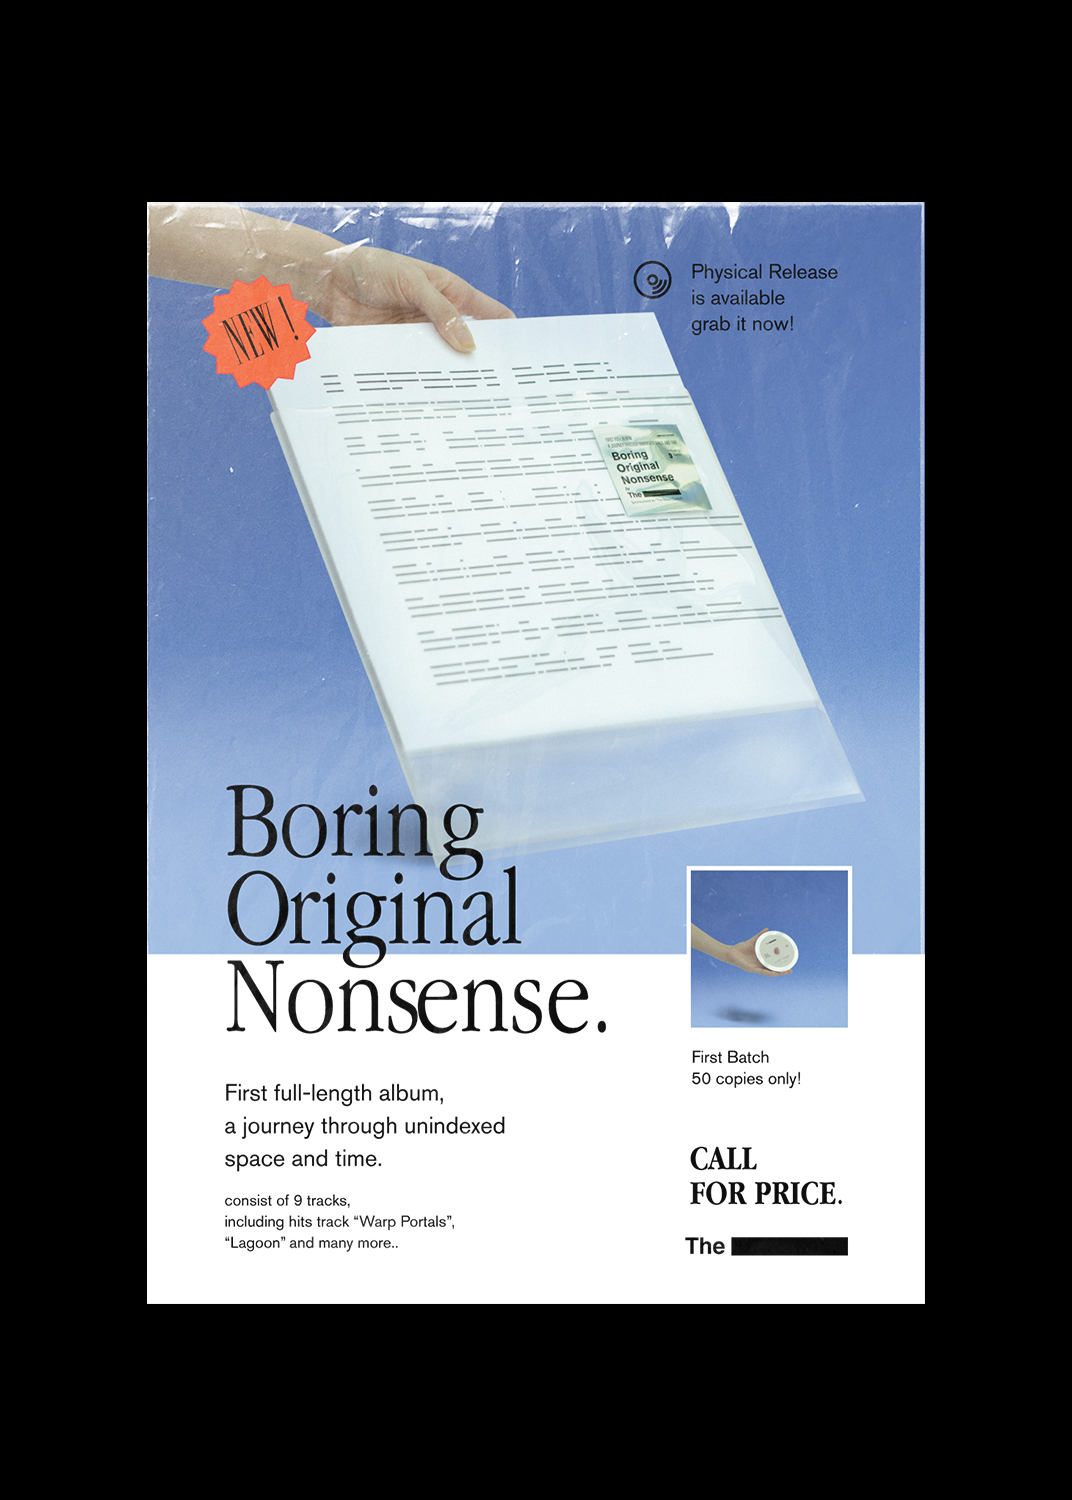 NEW !
Physical Release
is available
grab it now!
Boring
Original
Nonsense
by
The
Boring
Original
Nonsense.
First full-length album,
a journey through unindexed
space and time.
consist of 9 tracks,
including hits track “Warp Portals”,
“Lagoon” and many more..
First Batch
50 copies only!
CALL
FOR PRICE.
The